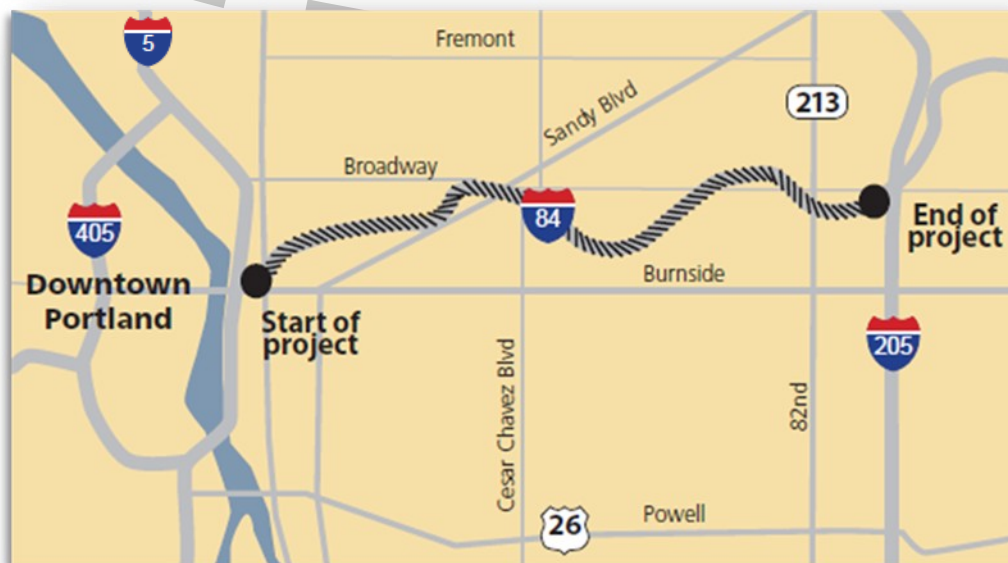 5
Fremont
Sandy Blvd
213
Broadway
84
405
End of
project
Downtown
Portland
Burnside
Start of
project
205
Cesar Chavez Blvd
82nd
26
Powell